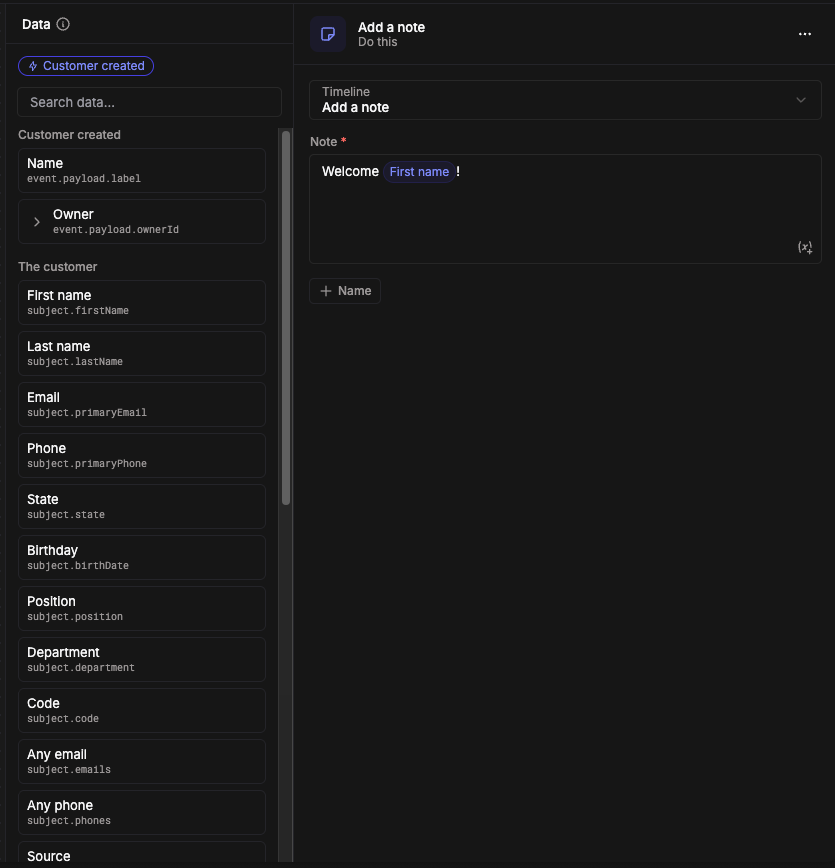 Data
Customer created
Search data...
Customer created
Name
event.payload.label
Owner
event.payload.ownerId
The customer
First name
subject.firstName
Last name
subject.lastName
Email
subject.primaryEmail
Phone
subject.primaryPhone
State
subject.state
Birthday
subject.birthDate
Position
subject.position
Department
subject.department
Code
subject.code
Any email
subject.emails
Any phone
subject.phones
Source
Add a note
Do this
Timeline
Add a note
Note *
Welcome First name !
Name